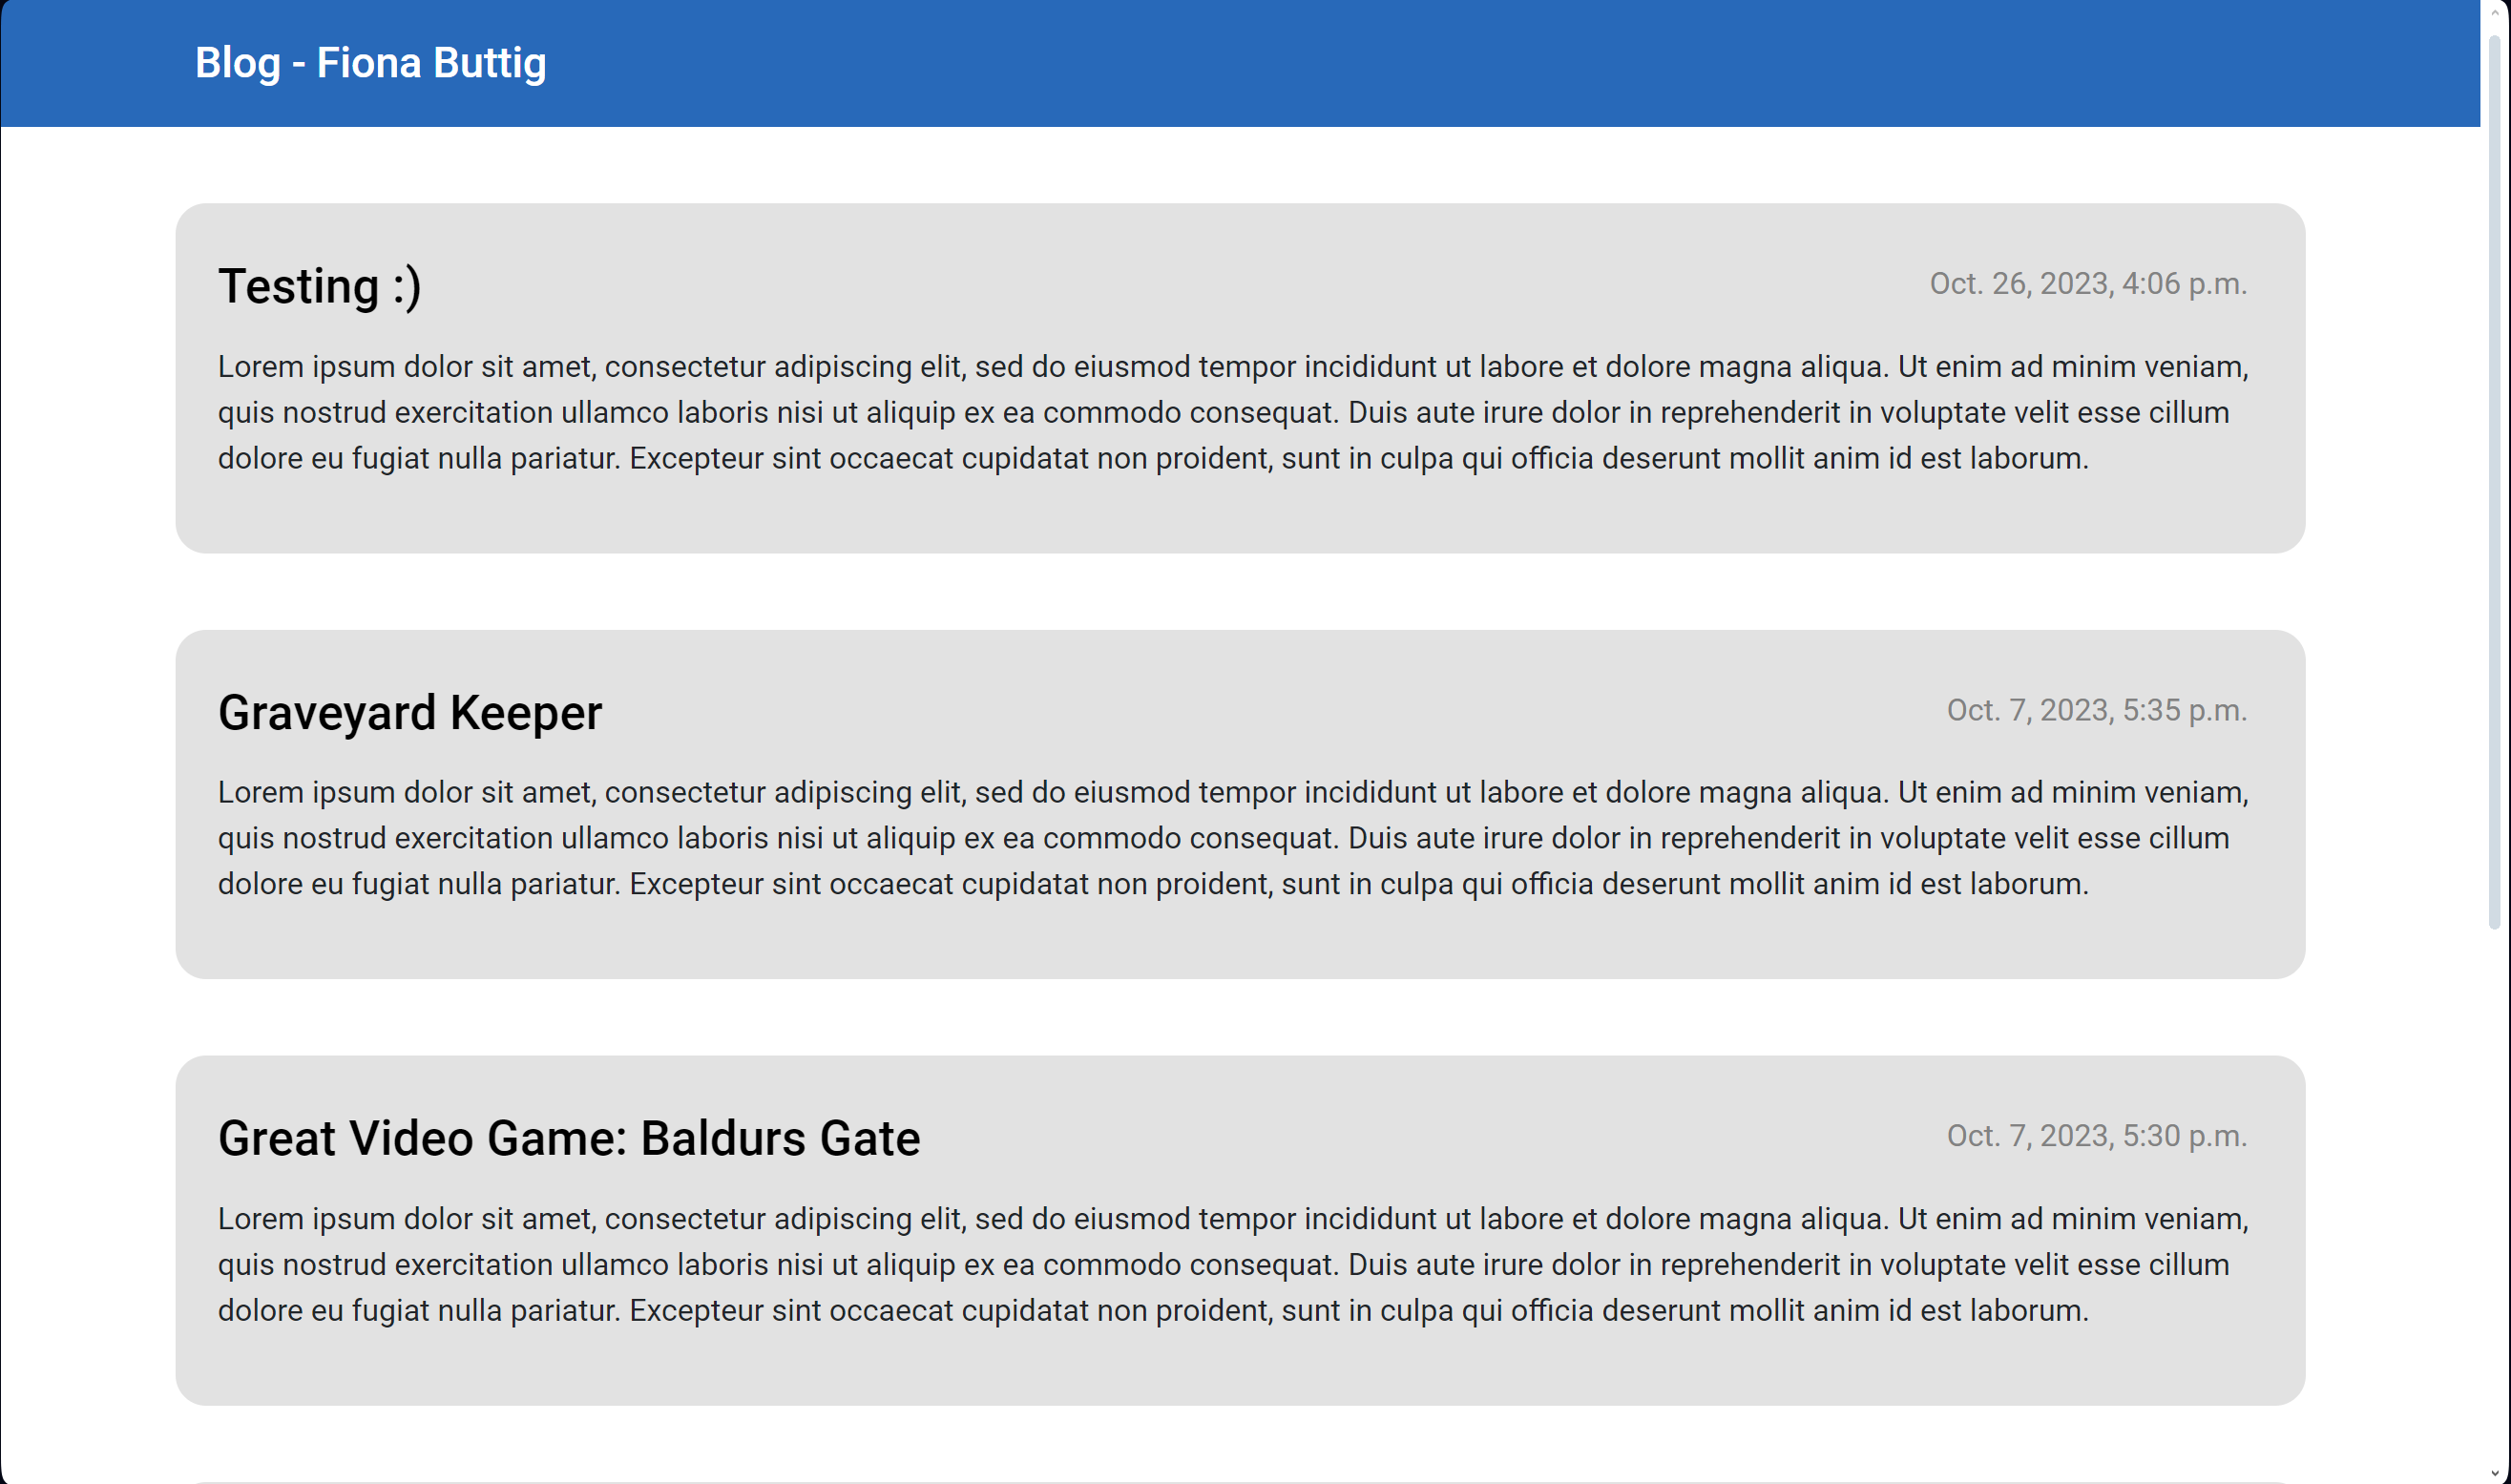 Blog - Fiona Buttig
Testing :)
Oct. 26, 2023, 4:06 p.m.
Lorem ipsum dolor sit amet, consectetur adipiscing elit, sed do eiusmod tempor incididunt ut labore et dolore magna aliqua. Ut enim ad minim veniam,
quis nostrud exercitation ullamco laboris nisi ut aliquip ex ea commodo consequat. Duis aute irure dolor in reprehenderit in voluptate velit esse cillum
dolore eu fugiat nulla pariatur. Excepteur sint occaecat cupidatat non proident, sunt in culpa qui officia deserunt mollit anim id est laborum.
Graveyard Keeper
Oct. 7, 2023, 5:35 p.m.
Lorem ipsum dolor sit amet, consectetur adipiscing elit, sed do eiusmod tempor incididunt ut labore et dolore magna aliqua. Ut enim ad minim veniam,
quis nostrud exercitation ullamco laboris nisi ut aliquip ex ea commodo consequat. Duis aute irure dolor in reprehenderit in voluptate velit esse cillum
dolore eu fugiat nulla pariatur. Excepteur sint occaecat cupidatat non proident, sunt in culpa qui officia deserunt mollit anim id est laborum.
Great Video Game: Baldurs Gate
Oct. 7, 2023, 5:30 p.m.
Lorem ipsum dolor sit amet, consectetur adipiscing elit, sed do eiusmod tempor incididunt ut labore et dolore magna aliqua. Ut enim ad minim veniam,
quis nostrud exercitation ullamco laboris nisi ut aliquip ex ea commodo consequat. Duis aute irure dolor in reprehenderit in voluptate velit esse cillum
dolore eu fugiat nulla pariatur. Excepteur sint occaecat cupidatat non proident, sunt in culpa qui officia deserunt mollit anim id est laborum.